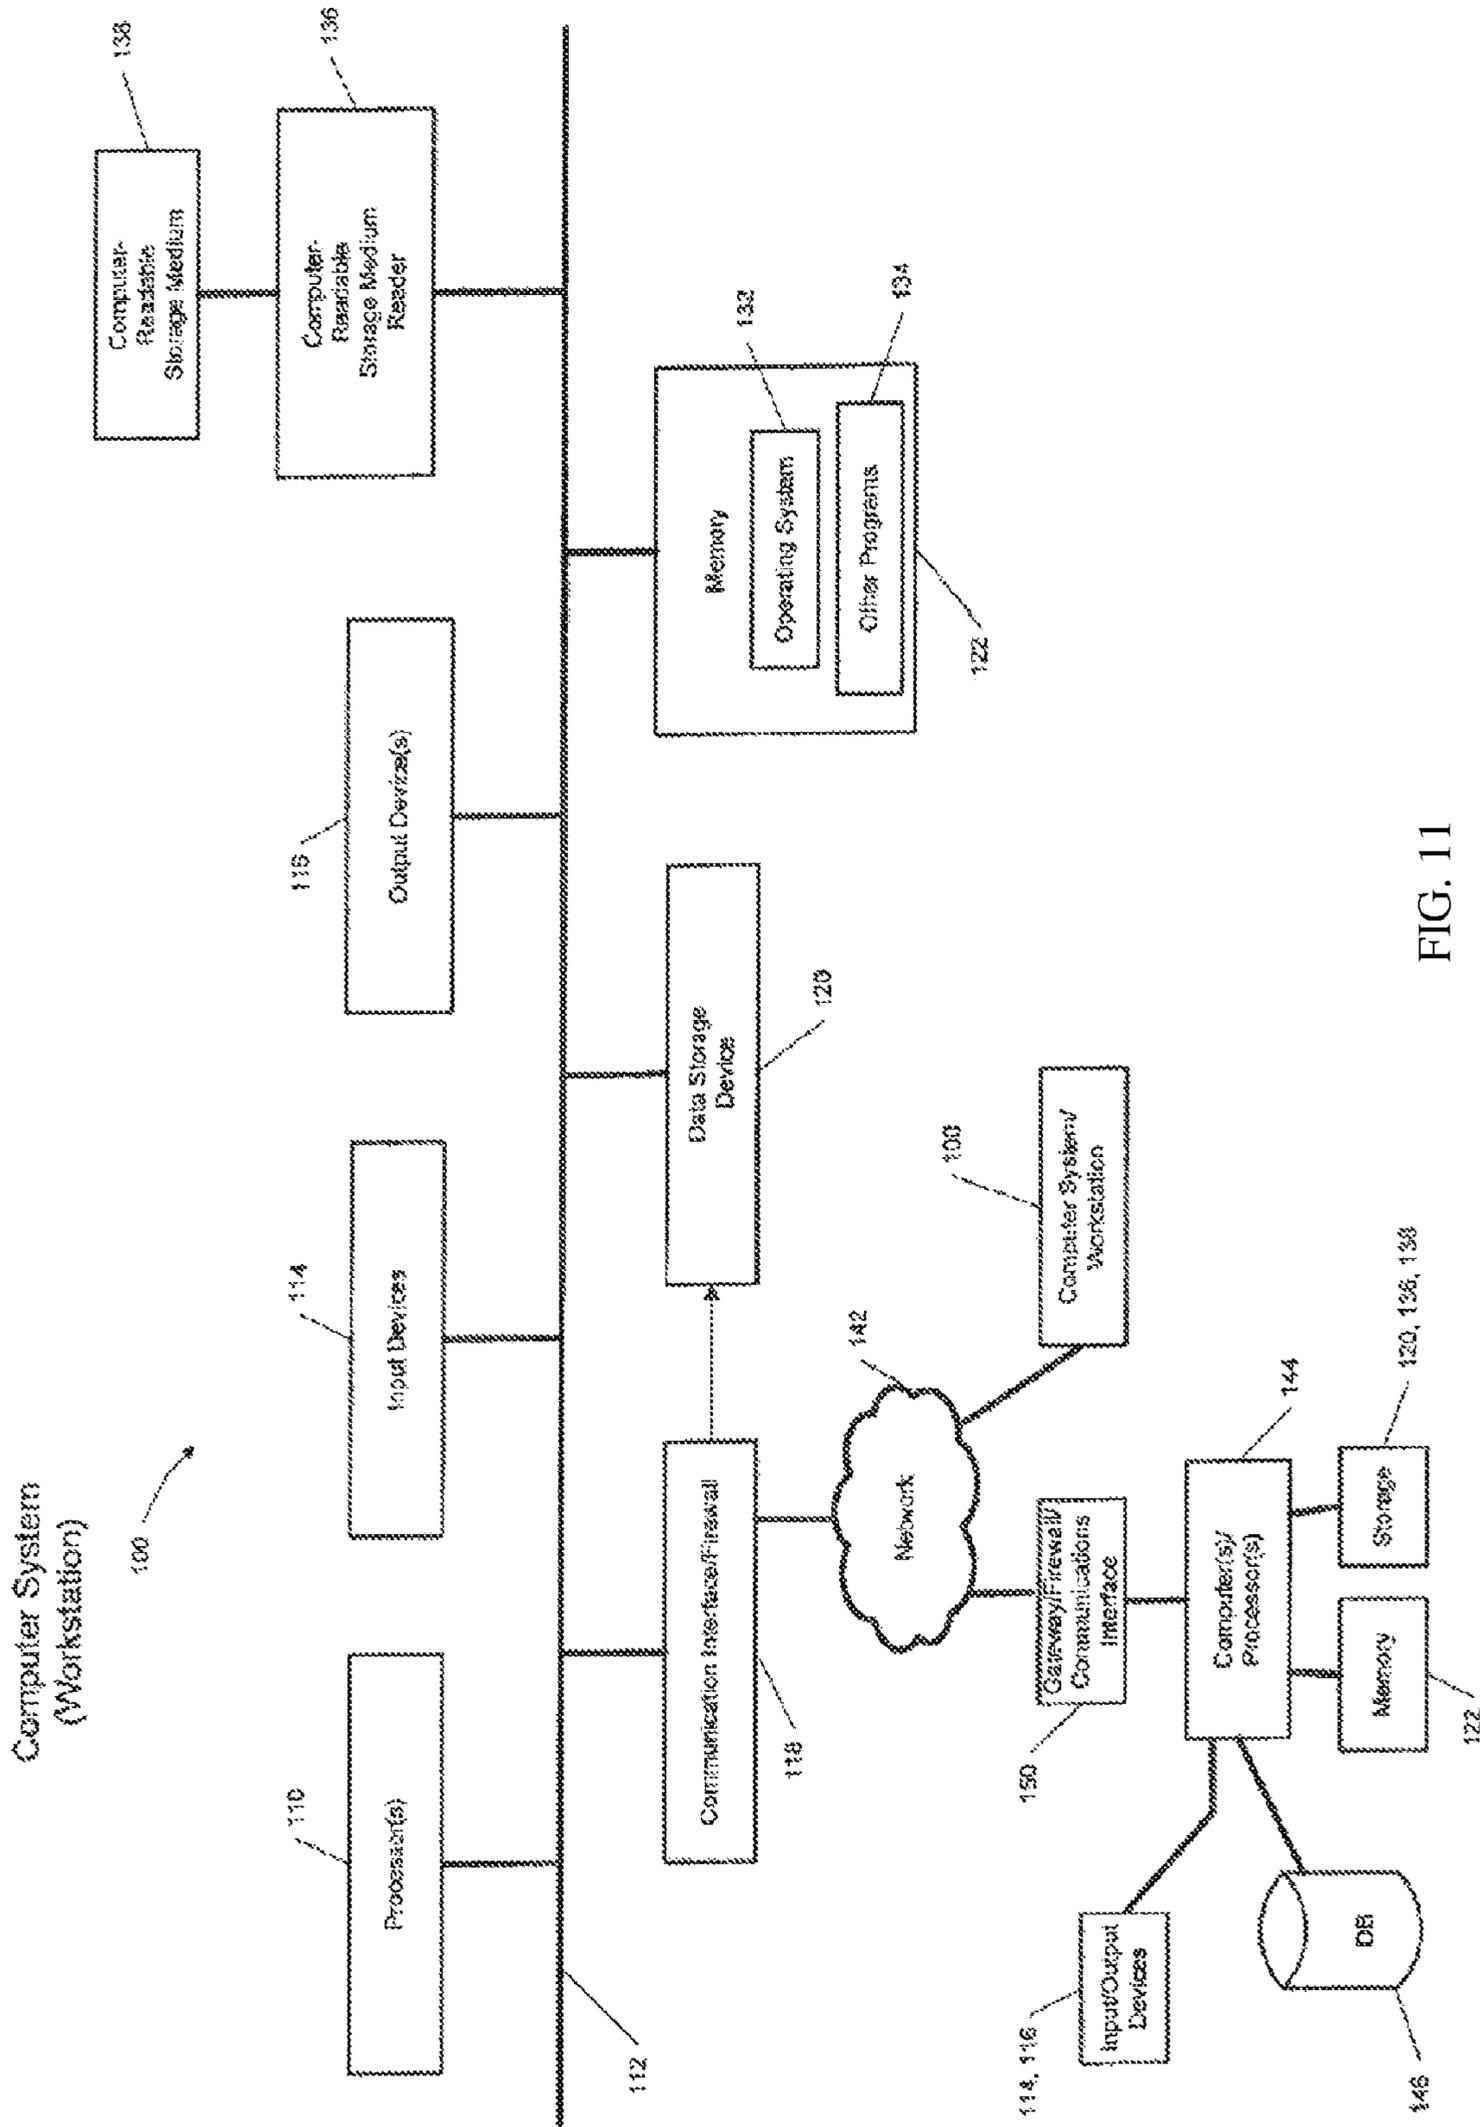 Computer System
(Workstation)
100
110
Processor(s)
114
Input Devices
116
Output Device(s)
Computer-
Readable
Storage Medium
138
Computer-
Readable
Storage Medium
Reader
136
112
Communication Interface/Firewall
118
Data Storage
Device
120
Memory
Operating System
132
Other Programs
134
122
Network
142
Computer System/
Workstation
100
Gateway/Firewall/
Communications
Interface
150
Computer(s)/
Processor(s)
144
Input/Output
Devices
114, 116
DB
146
Memory
122
Storage
120, 136, 138
FIG. 11